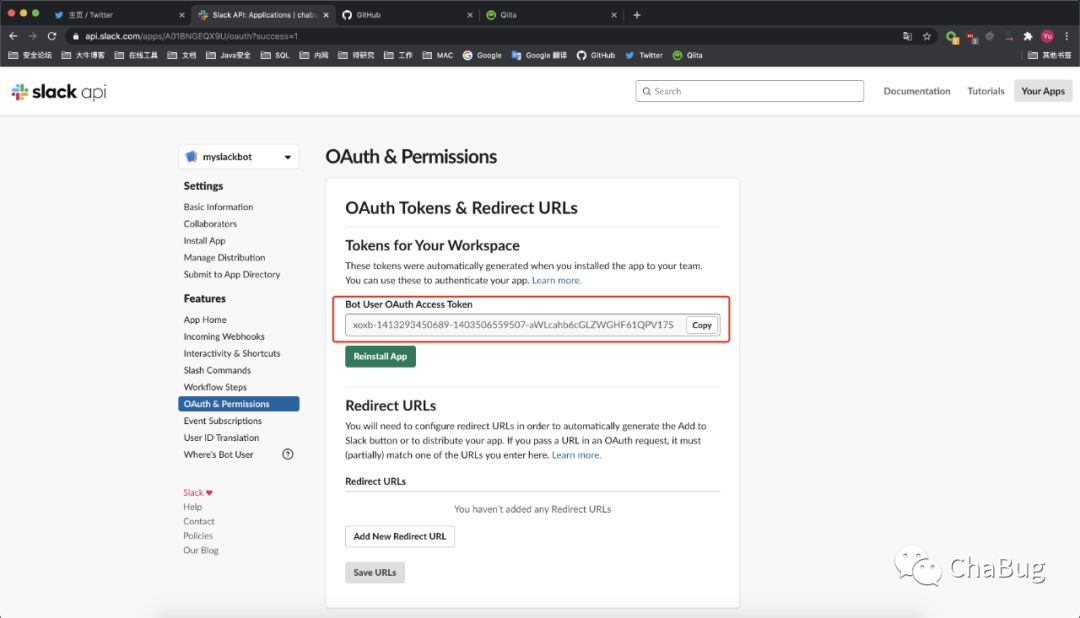 主页 / Twitter
Slack API: Applications | chabu
GitHub
Qiita
api.slack.com/apps/A01BNGEQX9U/oauth?success=1
Yu
安全论坛
大牛博客
在线工具
文档
Java安全
SQL
内网
待研究
工作
MAC
Google
Google 翻译
GitHub
Twitter
Qiita
其他书签
slack api
Search
Documentation
Tutorials
Your Apps
myslackbot
Settings
Basic Information
Collaborators
Install App
Manage Distribution
Submit to App Directory
Features
App Home
Incoming Webhooks
Interactivity & Shortcuts
Slash Commands
Workflow Steps
OAuth & Permissions
Event Subscriptions
User ID Translation
Where's Bot User
Slack ♥
Help
Contact
Policies
Our Blog
OAuth & Permissions
OAuth Tokens & Redirect URLs
Tokens for Your Workspace
These tokens were automatically generated when you installed the app to your team.
You can use these to authenticate your app. Learn more.
Bot User OAuth Access Token
xoxb-1413293450689-1403506559507-aWLcahb6cGLZWGHF61QPV17S
Copy
Reinstall App
Redirect URLs
You will need to configure redirect URLs in order to automatically generate the Add to
Slack button or to distribute your app. If you pass a URL in an OAuth request, it must
(partially) match one of the URLs you enter here. Learn more.
Redirect URLs
You haven't added any Redirect URLs
Add New Redirect URL
Save URLs
ChaBug